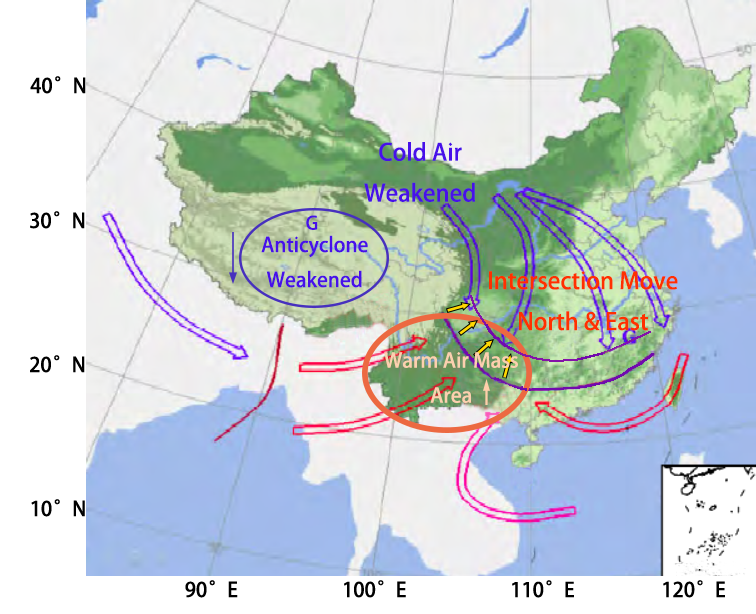 40° N
Cold Air
Weakened
30° N
G
Anticyclone
Weakened
Intersection Move
North & East
G
20° N
Warm Air Mass
Area
10° N
90° E
100° E
110° E
120° E